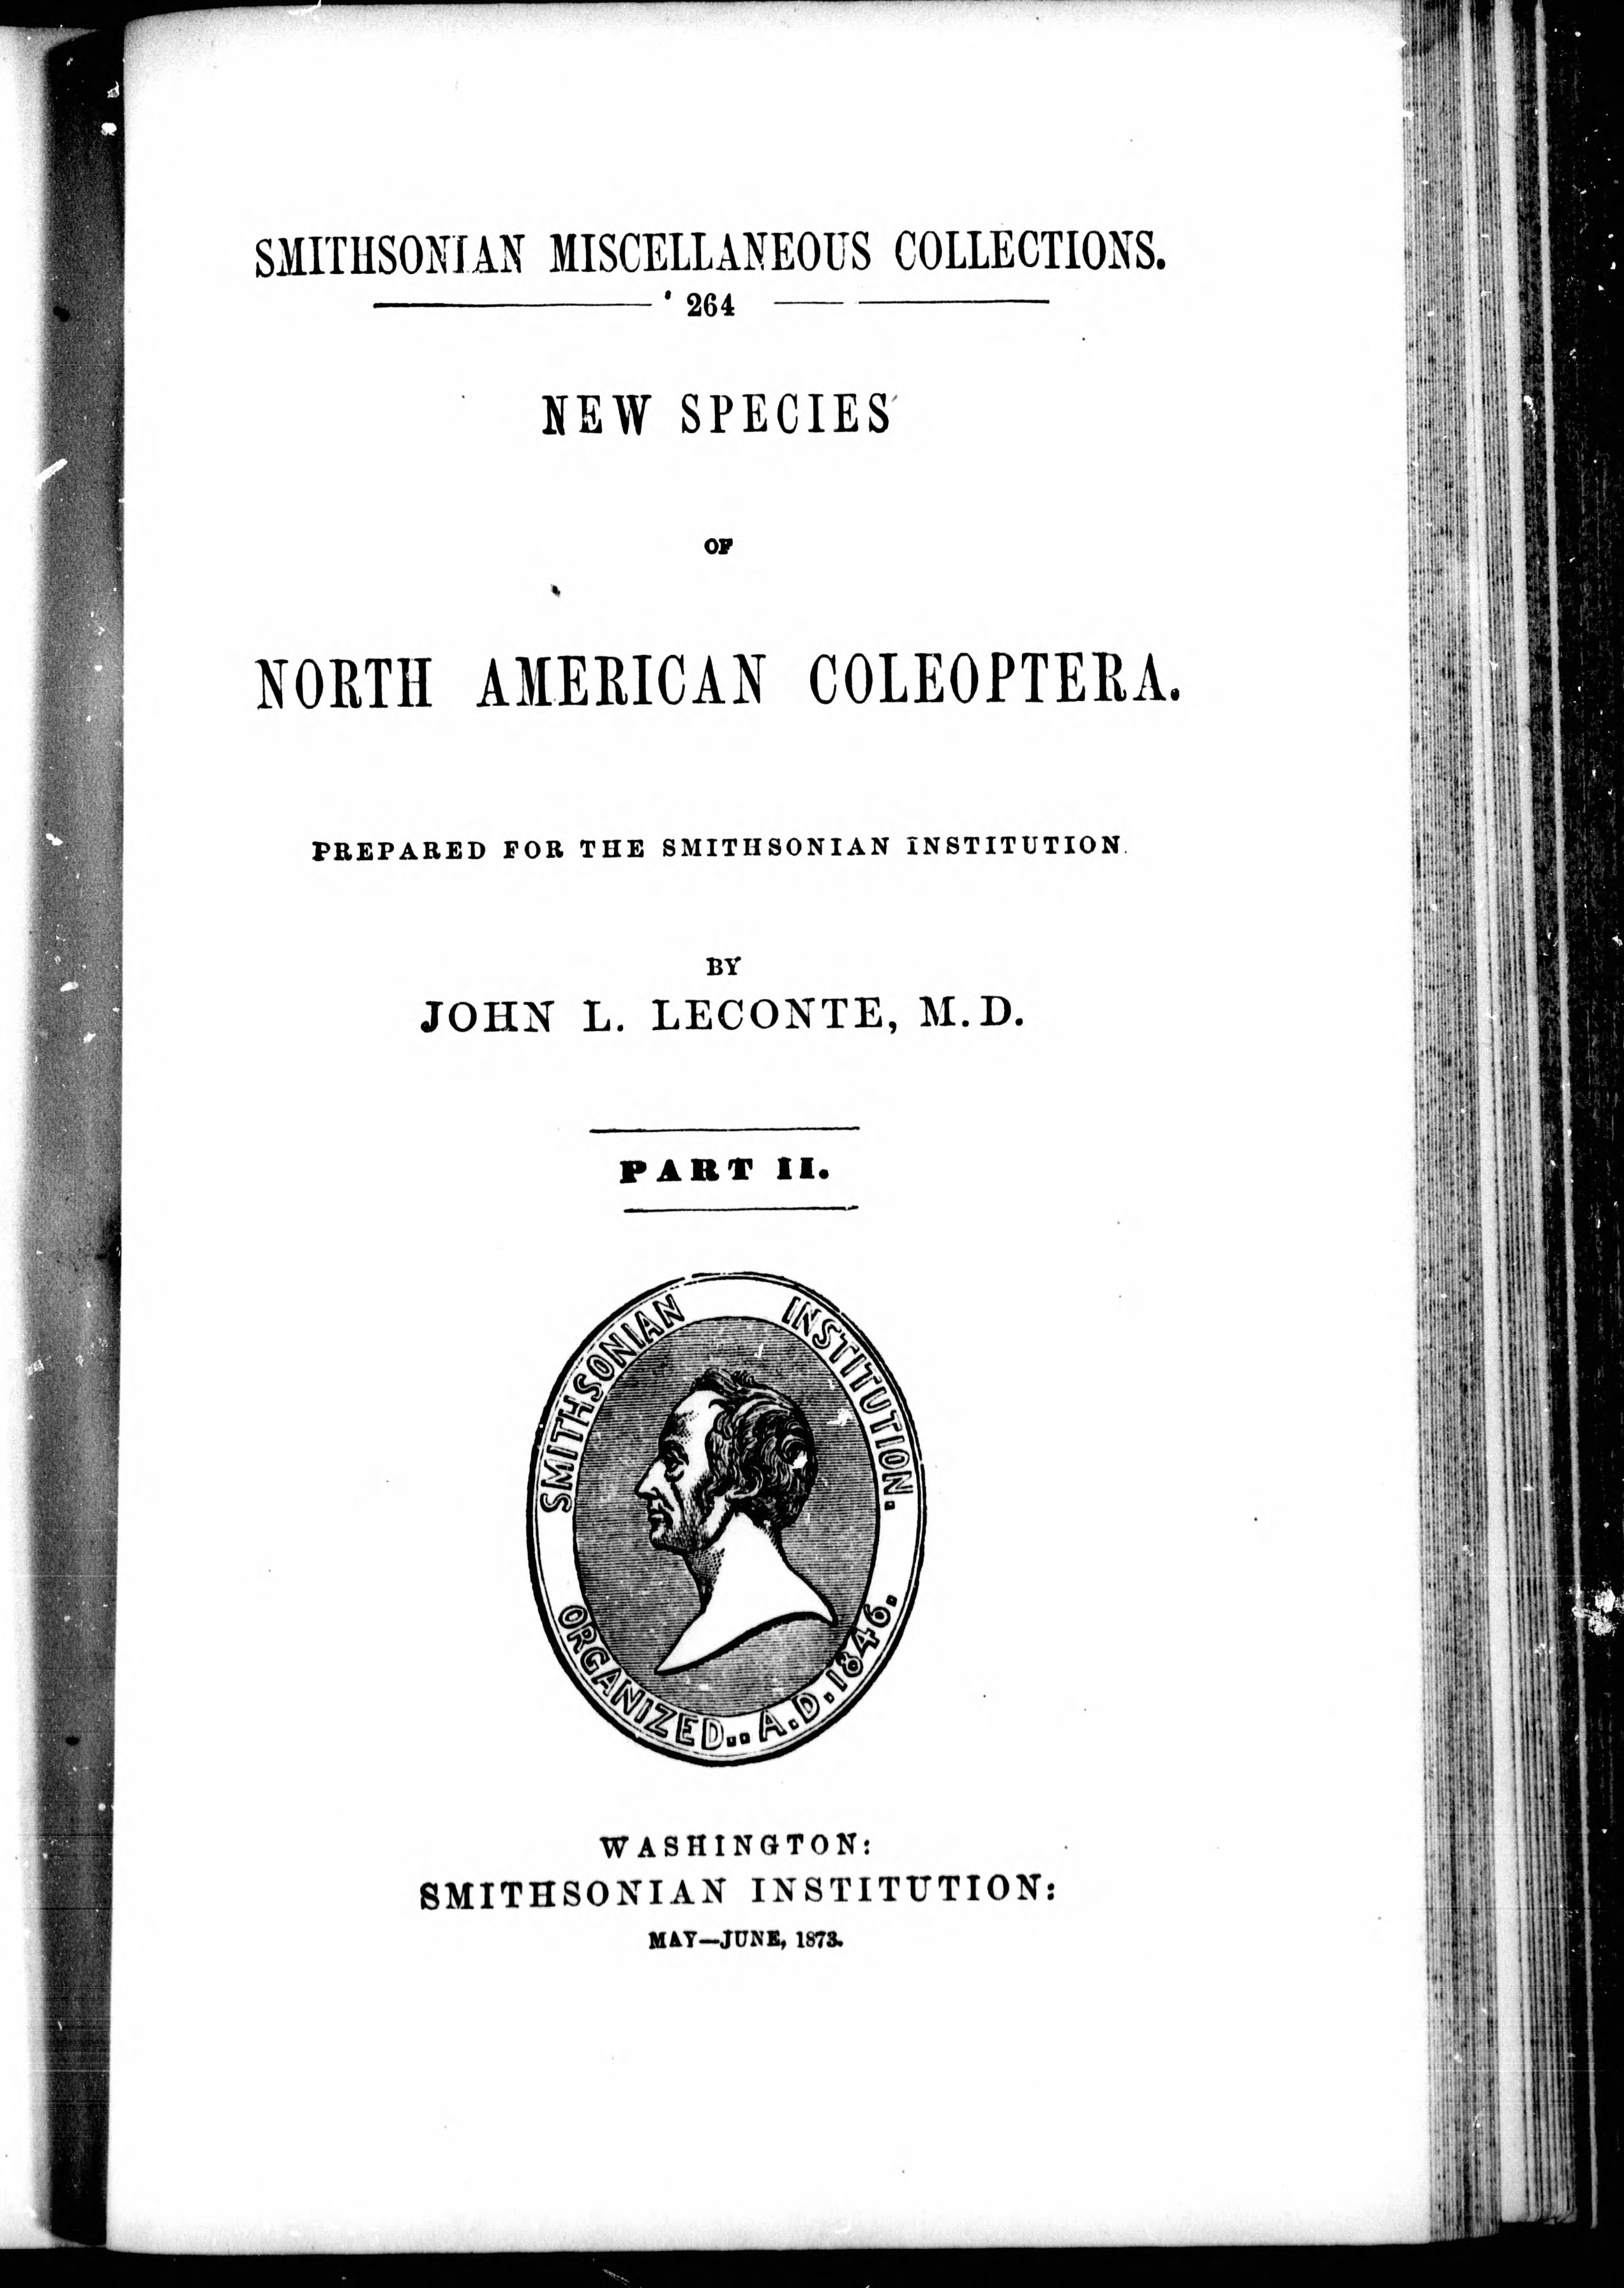 SMITHSONIAN MISCELLANEOUS COLLECTIONS.
264
NEW SPECIES
OF
NORTH AMERICAN COLEOPTERA.
PREPARED FOR THE SMITHSONIAN INSTITUTION.
BY
JOHN L. LECONTE, M.D.
PART II.
SMITHSONIAN INSTITUTION.
ORGANIZED.. A.D. 1846.
WASHINGTON:
SMITHSONIAN INSTITUTION:
MAY—JUNE, 1873.